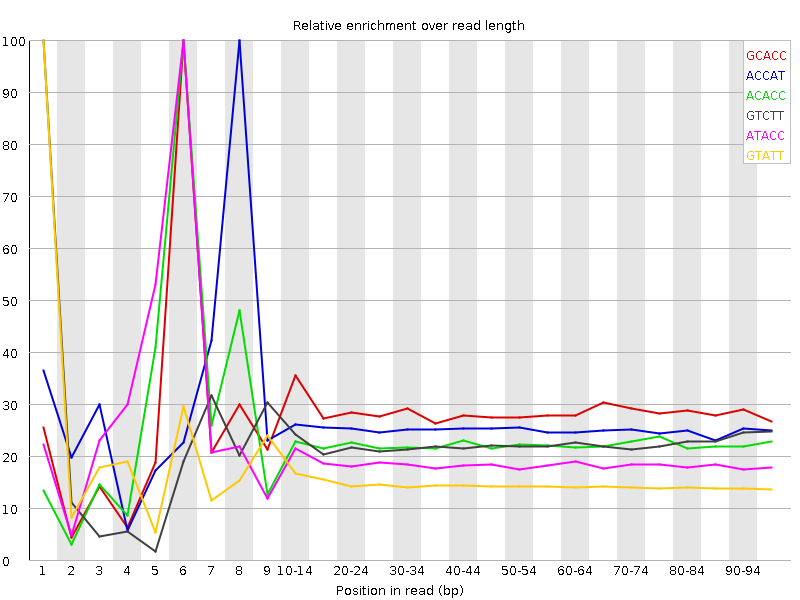 Relative enrichment over read length
100
90
80
70
60
50
40
30
20
10
0
GCACC
ACCAT
ACACC
GTCTT
ATACC
GTATT
1 2 3 4 5 6 7 8 9 10-14 20-24 30-34 40-44 50-54 60-64 70-74 80-84 90-94
Position in read (bp)